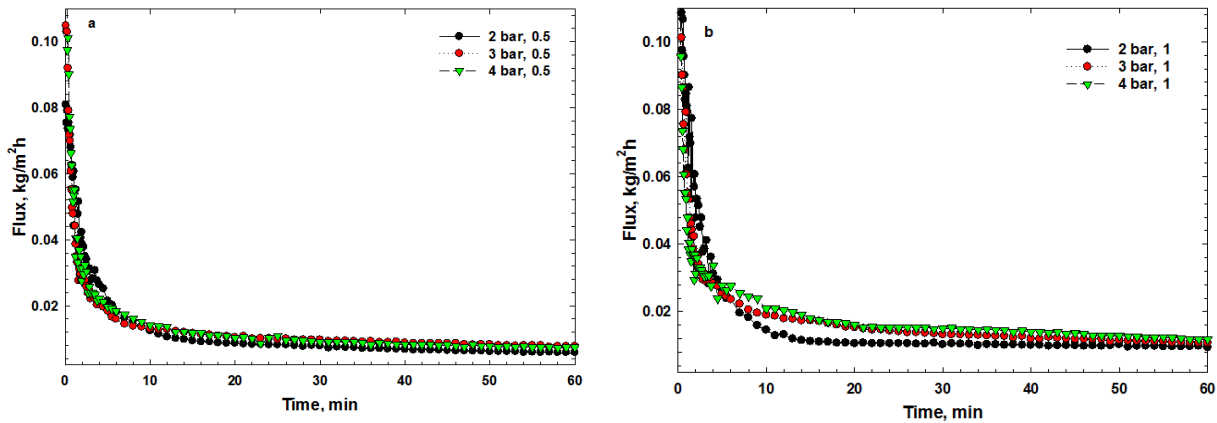 a
2 bar, 0.5
3 bar, 0.5
4 bar, 0.5
0.10
0.08
0.06
0.04
0.02
Flux, kg/m²h
0
10
20
30
40
50
60
Time, min
b
2 bar, 1
3 bar, 1
4 bar, 1
0.10
0.08
0.06
0.04
0.02
Flux, kg/m²h
0
10
20
30
40
50
60
Time, min